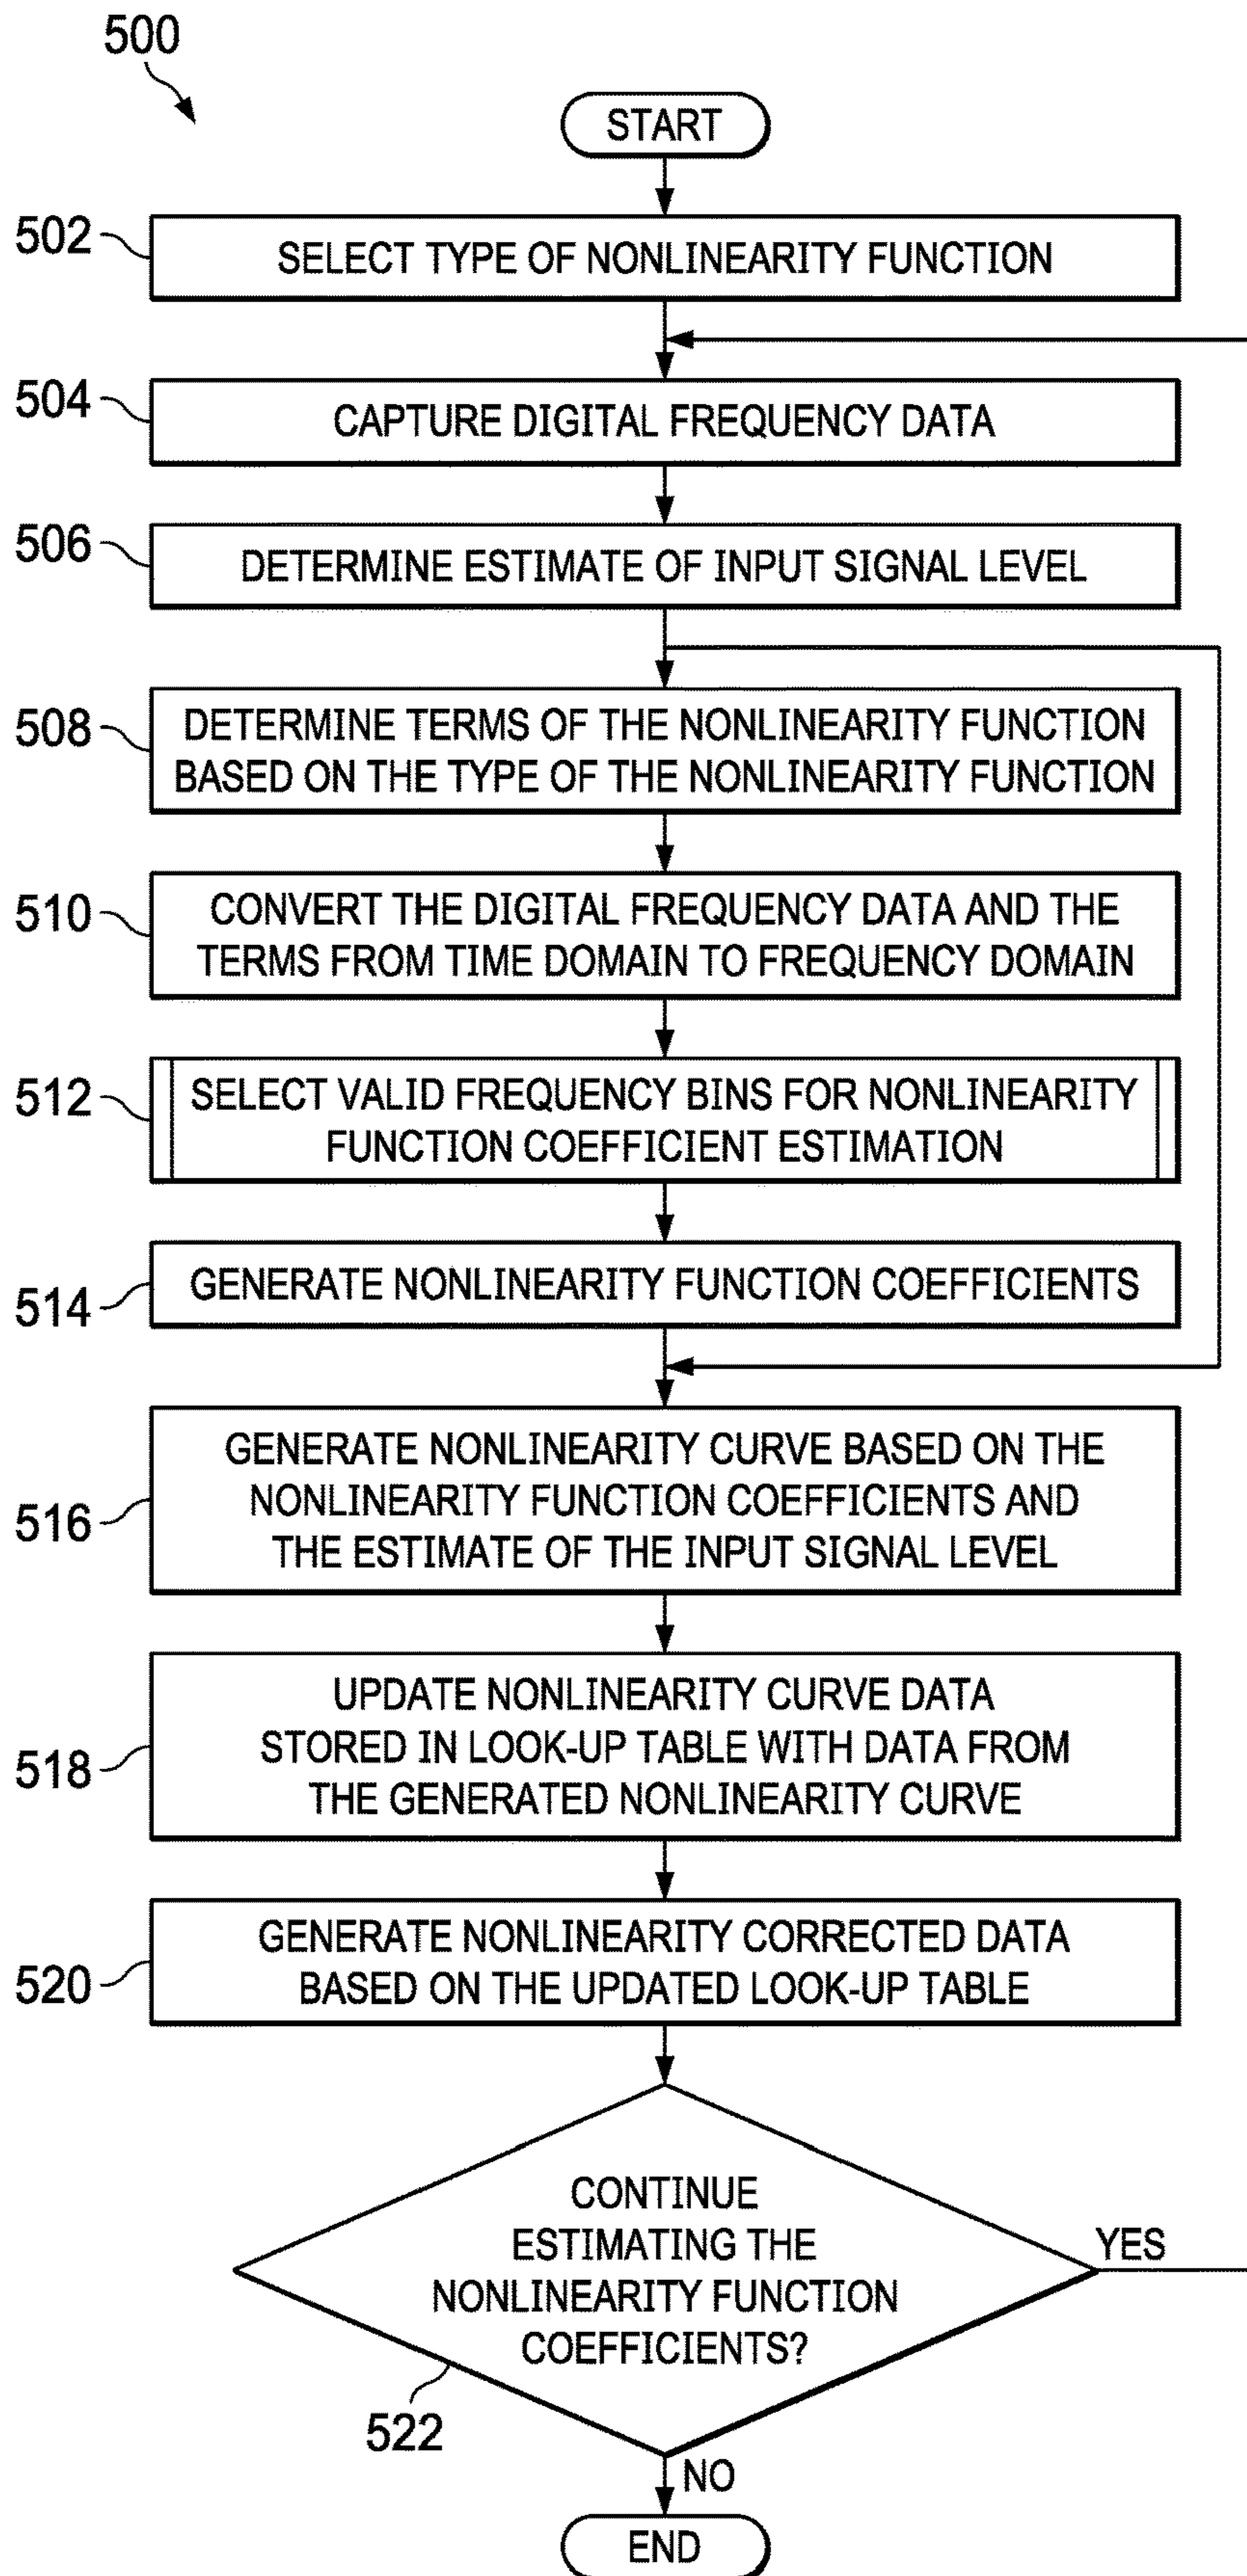 500
START
502
SELECT TYPE OF NONLINEARITY FUNCTION
504
CAPTURE DIGITAL FREQUENCY DATA
506
DETERMINE ESTIMATE OF INPUT SIGNAL LEVEL
508
DETERMINE TERMS OF THE NONLINEARITY FUNCTION
BASED ON THE TYPE OF THE NONLINEARITY FUNCTION
510
CONVERT THE DIGITAL FREQUENCY DATA AND THE
TERMS FROM TIME DOMAIN TO FREQUENCY DOMAIN
512
SELECT VALID FREQUENCY BINS FOR NONLINEARITY
FUNCTION COEFFICIENT ESTIMATION
514
GENERATE NONLINEARITY FUNCTION COEFFICIENTS
516
GENERATE NONLINEARITY CURVE BASED ON THE
NONLINEARITY FUNCTION COEFFICIENTS AND
THE ESTIMATE OF THE INPUT SIGNAL LEVEL
518
UPDATE NONLINEARITY CURVE DATA
STORED IN LOOK-UP TABLE WITH DATA FROM
THE GENERATED NONLINEARITY CURVE
520
GENERATE NONLINEARITY CORRECTED DATA
BASED ON THE UPDATED LOOK-UP TABLE
CONTINUE
ESTIMATING THE
NONLINEARITY FUNCTION
COEFFICIENTS?
YES
522
NO
END